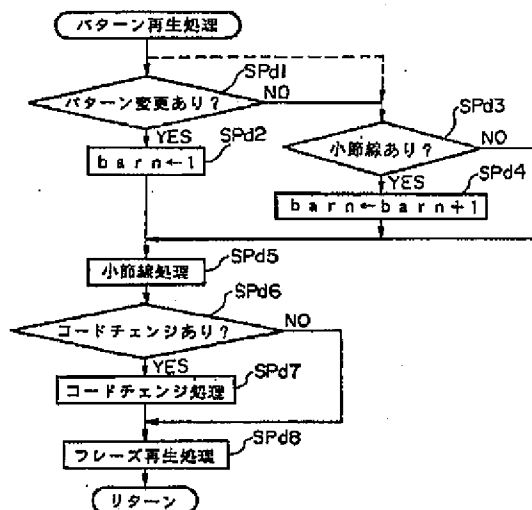 パターン再生処理
SPd1
パターン変更あり？
NO
SPd3
YES
SPd2
小節線あり？
NO
barn←1
YES
SPd4
barn←barn+1
SPd5
小節線処理
SPd6
コードチェンジあり？
NO
YES
SPd7
コードチェンジ処理
SPd8
フレーズ再生処理
リターン